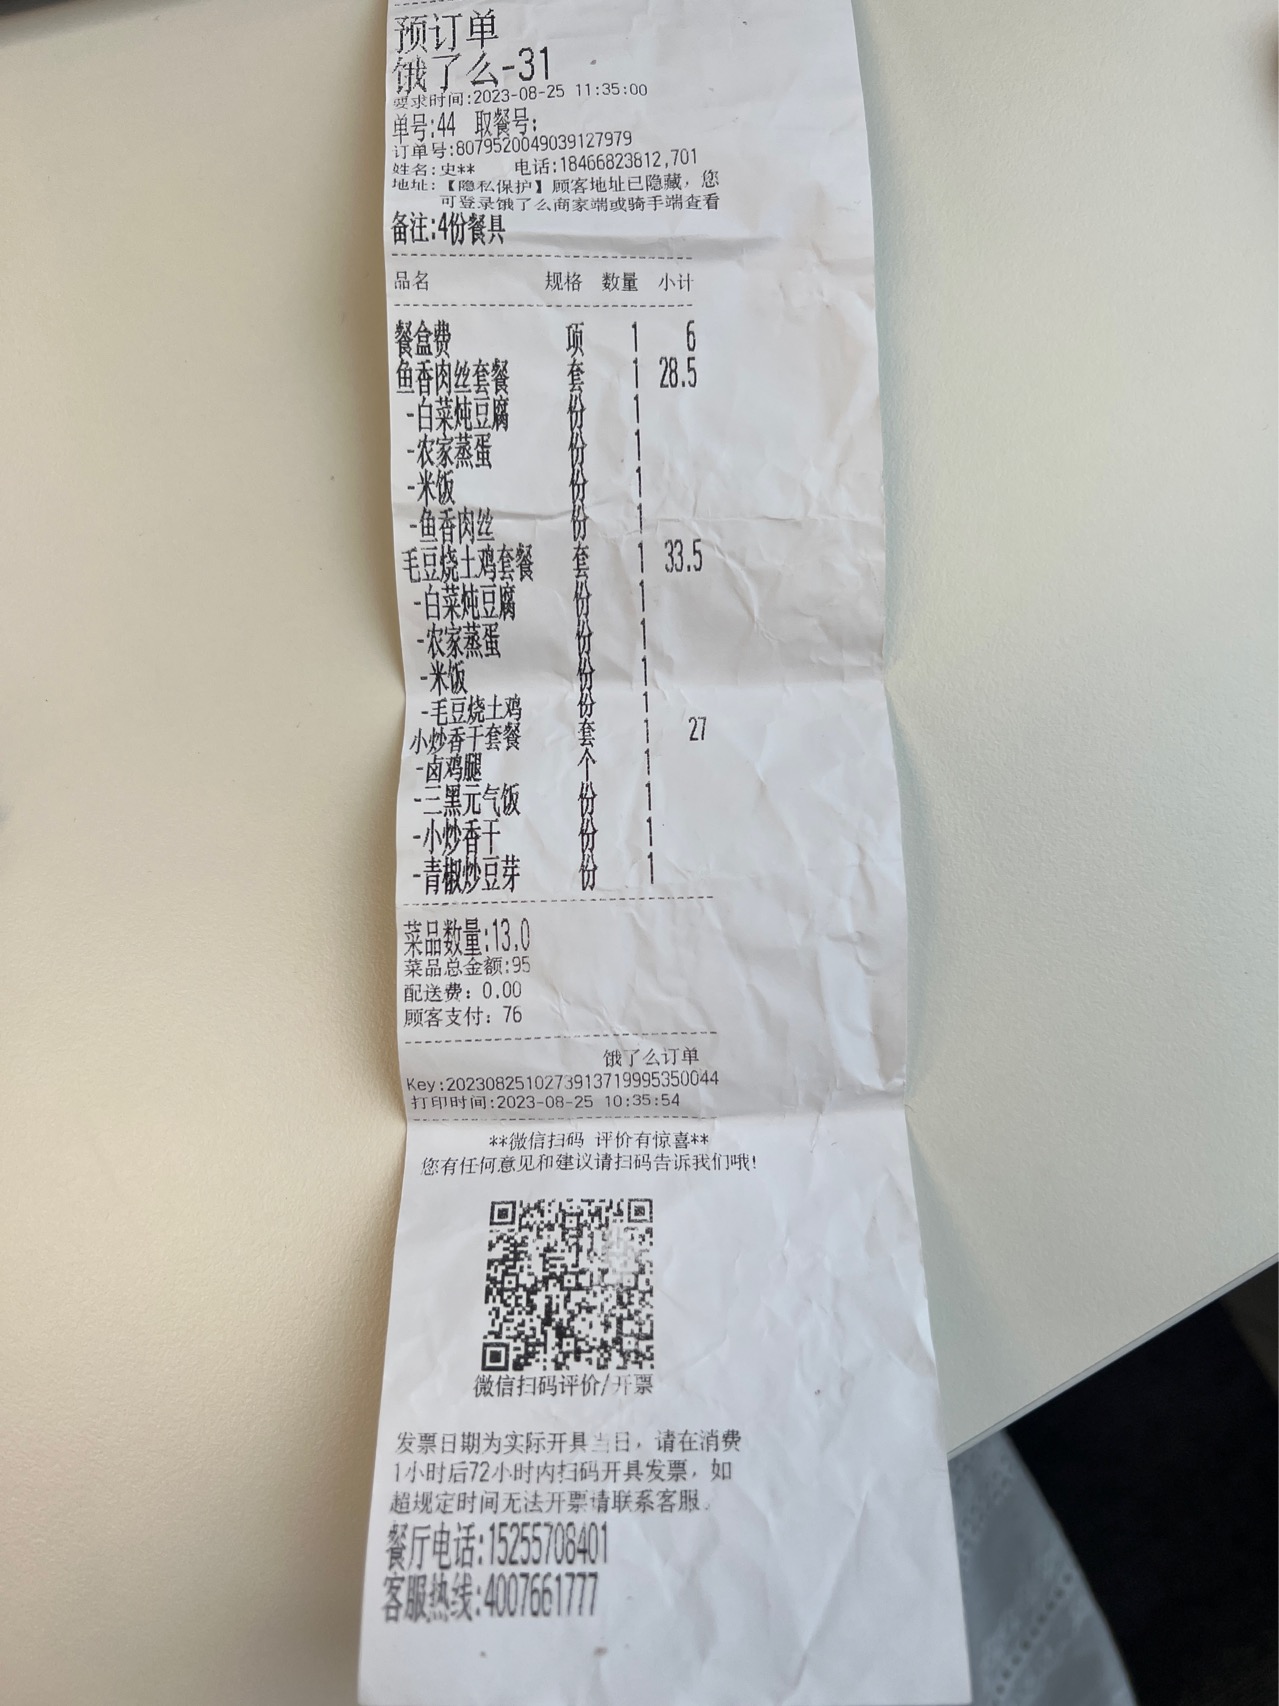 预订单
饿了么-31
要求时间:2023-08-25 11:35:00
单号:44 取餐号:
订单号:8079520049039127979
姓名:史** 电话:18466823812,701
地址:【隐私保护】顾客地址已隐藏，您
可登录饿了么商家端或骑手端查看
备注:4份餐具
品名 规格 数量 小计
餐盒费 项 1 6
鱼香肉丝套餐 套 1 28.5
-白菜炖豆腐 份 1
-农家蒸蛋 份 1
-米饭 份 1
-鱼香肉丝 份 1
毛豆烧土鸡套餐 套 1 33.5
-白菜炖豆腐 份 1
-农家蒸蛋 份 1
-米饭 份 1
-毛豆烧土鸡 份 1
小炒香干套餐 套 1 27
-卤鸡腿 个 1
-三黑元气饭 份 1
-小炒香干 份 1
-青椒炒豆芽 份 1
菜品数量:13.0
菜品总金额:95
配送费: 0.00
顾客支付: 76
饿了么订单
Key:2023082510273913719995350044
打印时间:2023-08-25 10:35:54
**微信扫码 评价有惊喜**
您有任何意见和建议请扫码告诉我们哦!
微信扫码评价/开票
发票日期为实际开具当日，请在消费
1小时后72小时内扫码开具发票，如
超规定时间无法开票请联系客服。
餐厅电话:15255708401
客服热线:4007661777